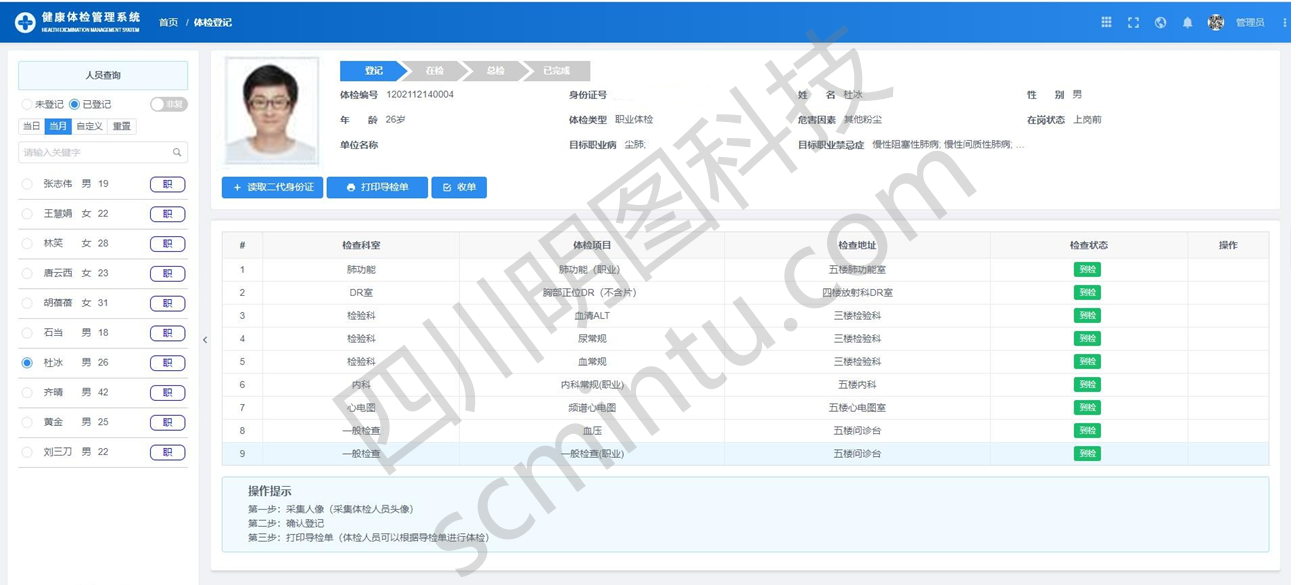 健康体检管理系统 首页 / 体检登记 管理员
HEALTH EXCMINATION MANAGEMENT SYSTEM
人员查询
未登记 已登记 非复
当日 当月 自定义 重置
请输入关键字
张志伟 男 19 职
王慧娟 女 22 职
林笑 女 28 职
唐云西 女 23 职
胡蓓蓓 女 31 职
石当 男 18 职
杜冰 男 26 职
齐晴 男 42 职
黄金 男 25 职
刘三刀 男 22 职
登记 在检 总检 已完成
体检编号 1202112140004 身份证号 姓 名 杜冰 性 别 男
年 龄 26岁 体检类型 职业体检 危害因素 其他粉尘 在岗状态 上岗前
单位名称 目标职业病 尘肺; 目标职业禁忌症 慢性阻塞性肺病; 慢性间质性肺病; ...
+ 读取二代身份证 打印导检单 收单
# 检查科室 体检项目 检查地址 检查状态 操作
1 肺功能 肺功能（职业） 五楼肺功能室 到检
2 DR室 胸部正位DR（不含片） 四楼放射科DR室 到检
3 检验科 血清ALT 三楼检验科 到检
4 检验科 尿常规 三楼检验科 到检
5 检验科 血常规 三楼检验科 到检
6 内科 内科常规(职业) 五楼内科 到检
7 心电图 频谱心电图 五楼心电图室 到检
8 一般检查 血压 五楼问诊台 到检
9 一般检查 一般检查(职业) 五楼问诊台 到检
操作提示
第一步：采集人像（采集体检人员头像）
第二步：确认登记
第三步：打印导检单（体检人员可以根据导检单进行体检）
四川明图科技
scmintu.com